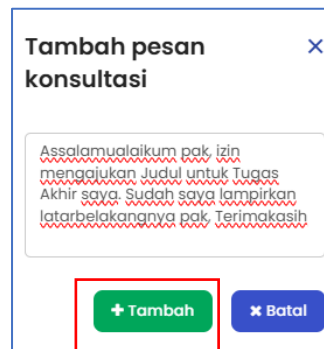 Tambah pesan
konsultasi
Assalamualaikum pak, izin
mengajukan Judul untuk Tugas
Akhir saya. Sudah saya lampirkan
latarbelakangnya pak, Terimakasih
+ Tambah
× Batal